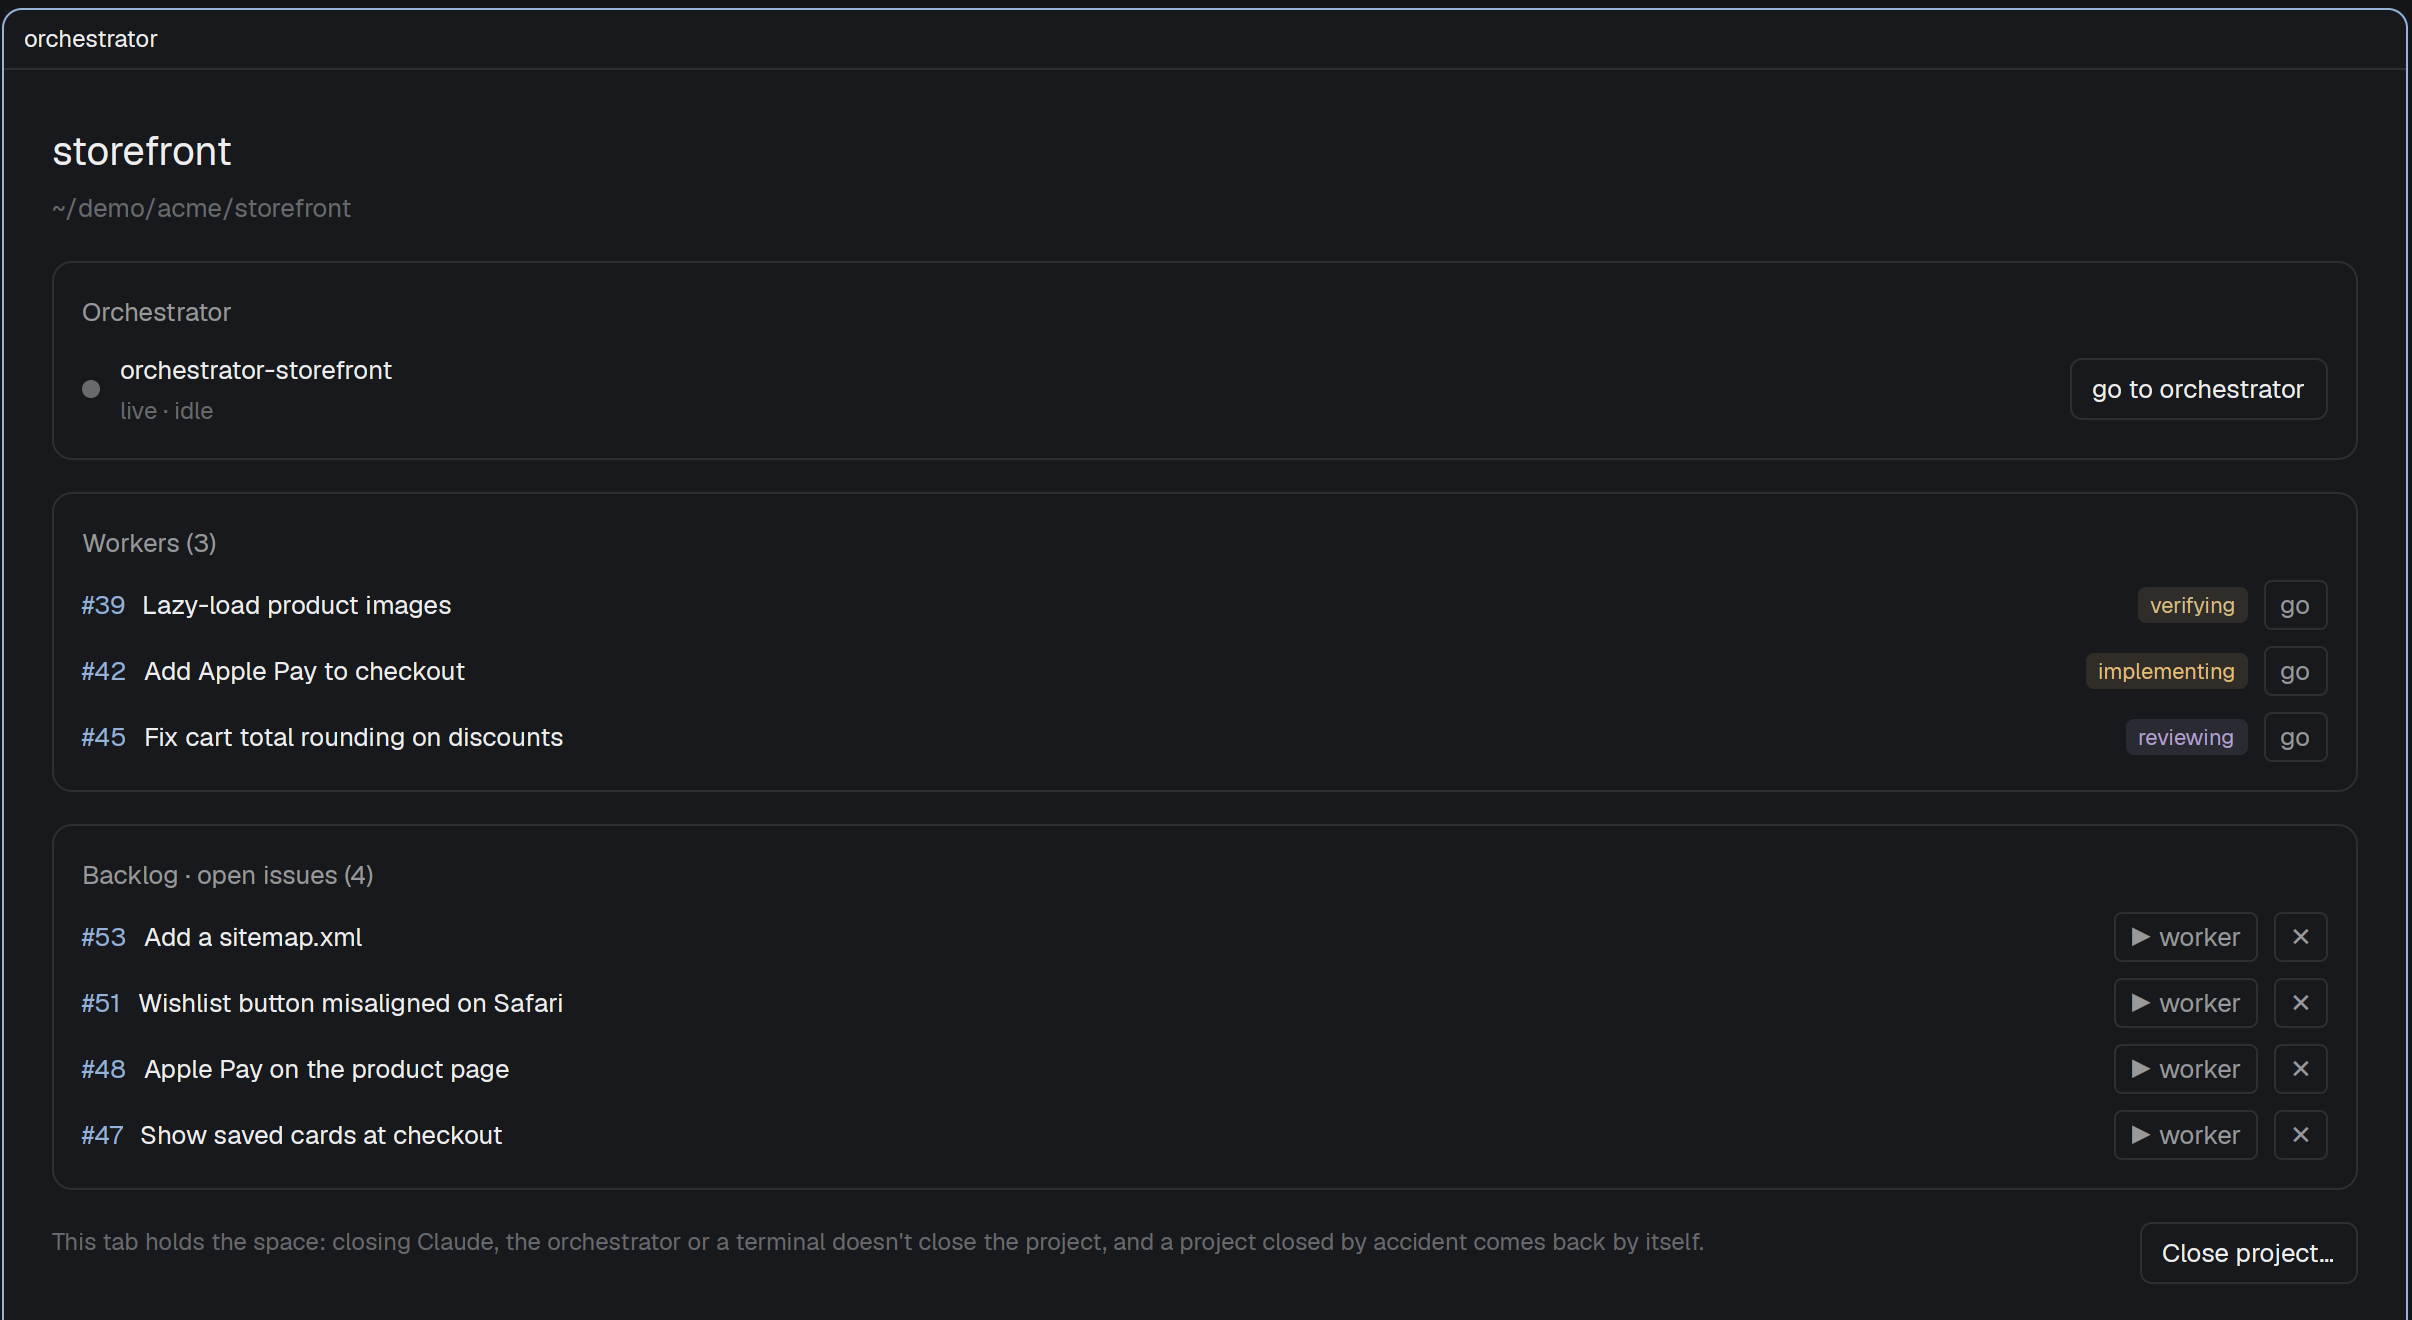 orchestrator
storefront
~/demo/acme/storefront
Orchestrator
orchestrator-storefront
live · idle
go to orchestrator
Workers (3)
#39 Lazy-load product images verifying go
#42 Add Apple Pay to checkout implementing go
#45 Fix cart total rounding on discounts reviewing go
Backlog · open issues (4)
#53 Add a sitemap.xml ▶ worker ✕
#51 Wishlist button misaligned on Safari ▶ worker ✕
#48 Apple Pay on the product page ▶ worker ✕
#47 Show saved cards at checkout ▶ worker ✕
This tab holds the space: closing Claude, the orchestrator or a terminal doesn't close the project, and a project closed by accident comes back by itself.
Close project…